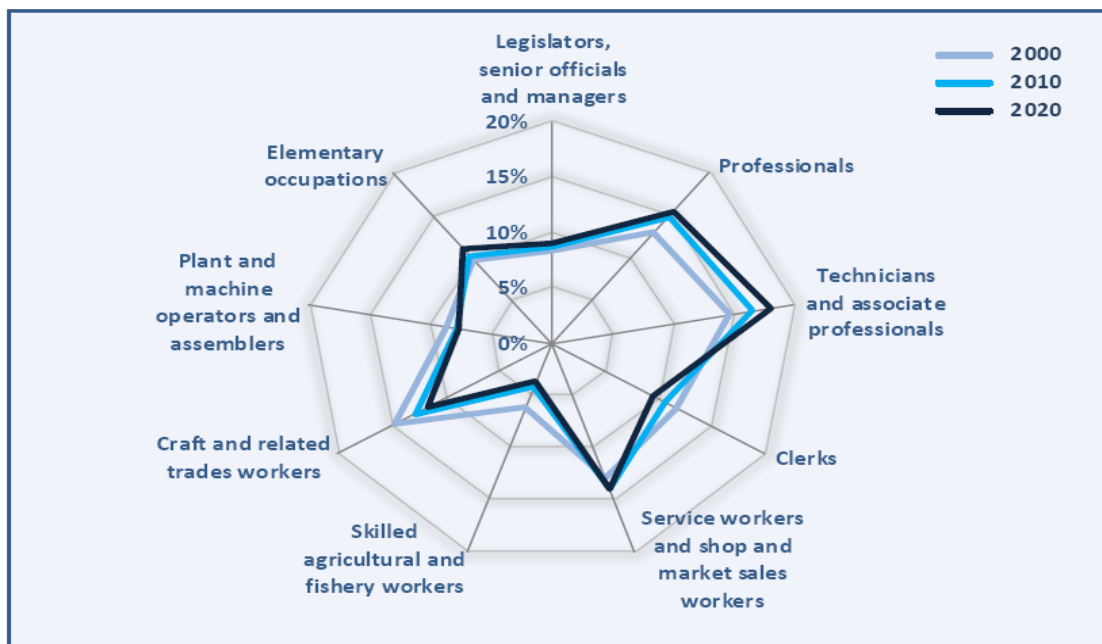 Legislators,
senior officials
and managers
2000
2010
2020
20%
15%
10%
5%
0%
Professionals
Technicians
and associate
professionals
Clerks
Service workers
and shop and
market sales
workers
Skilled
agricultural and
fishery workers
Craft and related
trades workers
Plant and
machine
operators and
assemblers
Elementary
occupations